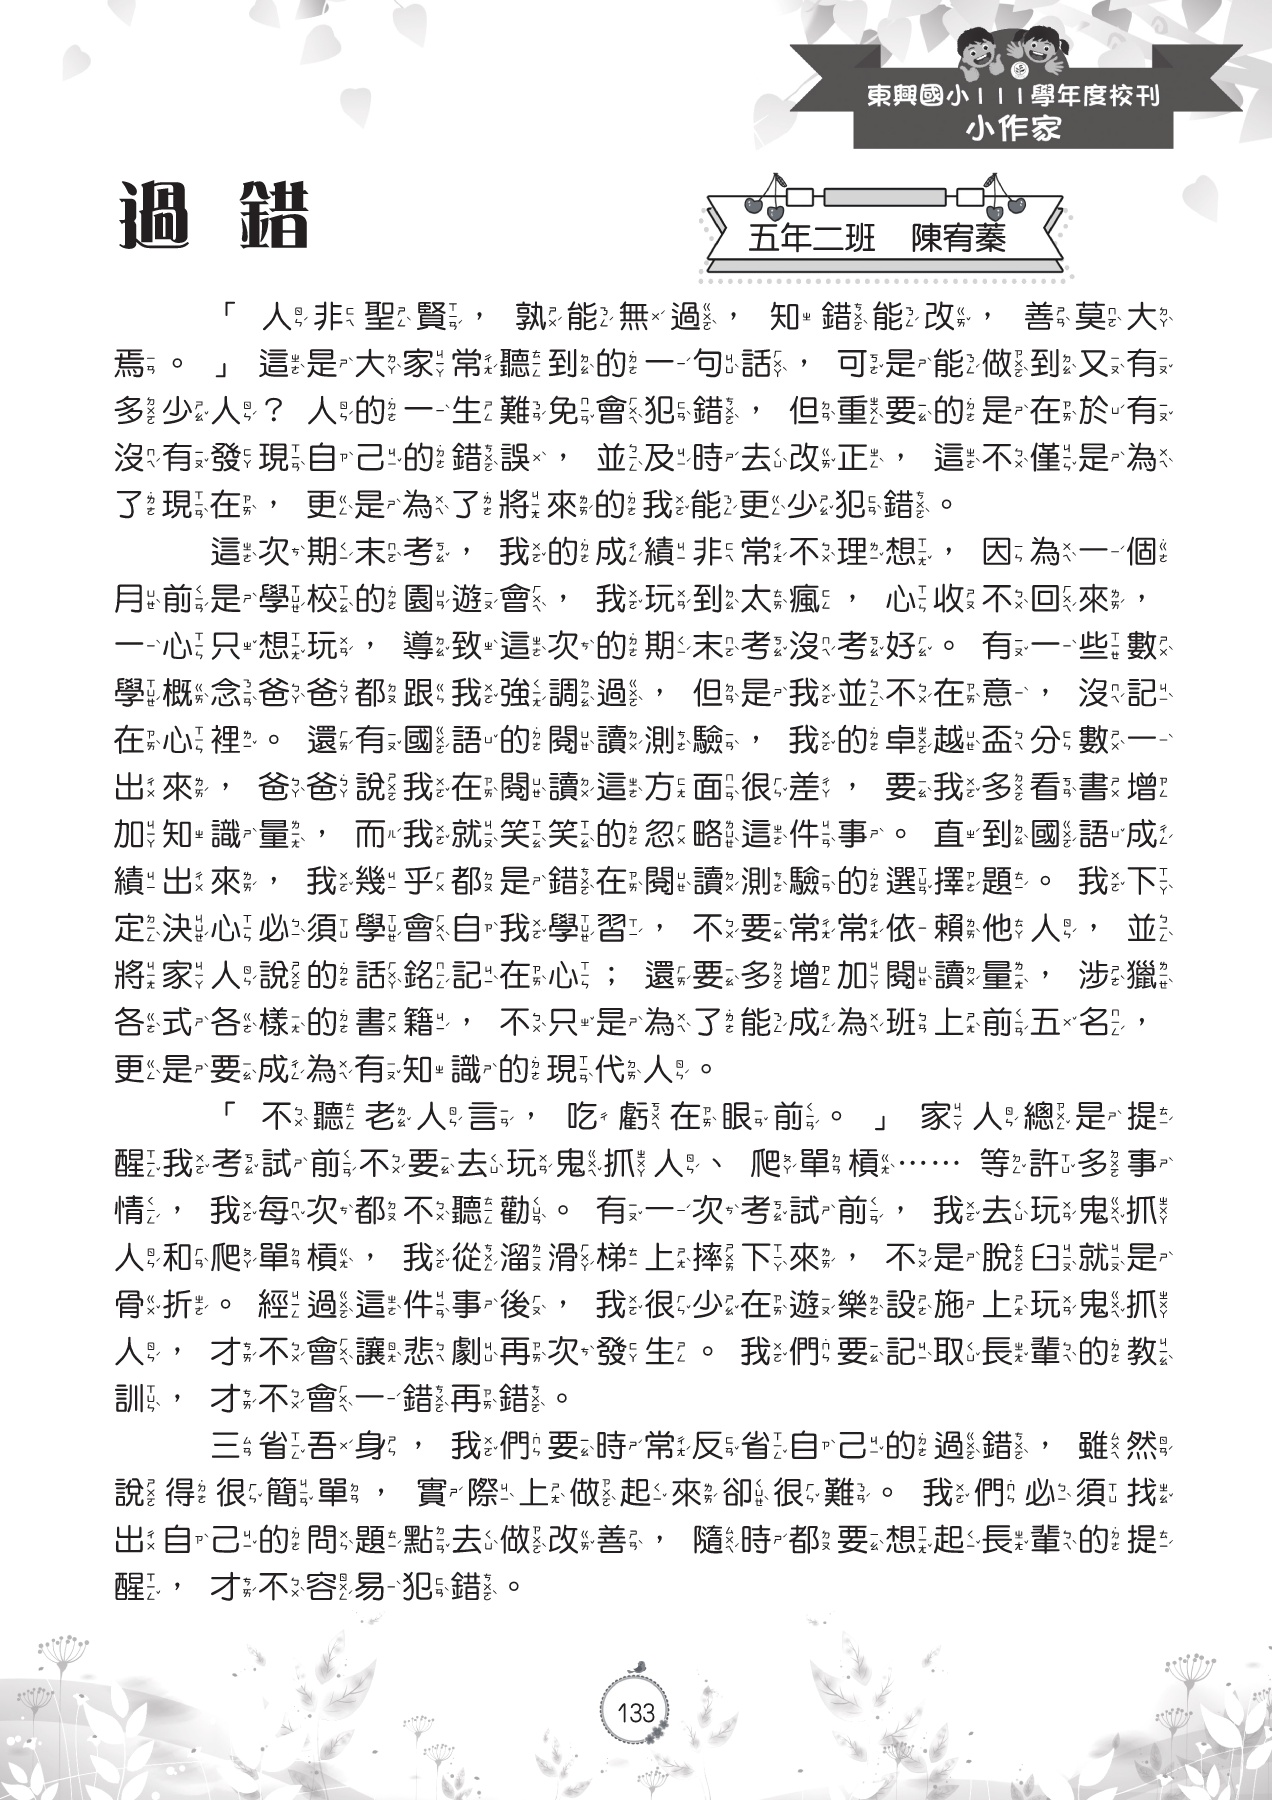 東興國小111學年度校刊
小作家
過錯
五年二班 陳宥蓁
「人非聖賢，孰能無過，知錯能改，善莫大
焉。」這是大家常聽到的一句話，可是能做到又有
多少人？人的一生難免會犯錯，但重要的是在於有
沒有發現自己的錯誤，並及時去改正，這不僅是為
了現在，更是為了將來的我能更少犯錯。
這次期末考，我的成績非常不理想，因為一個
月前是學校的園遊會，我玩到太瘋，心收不回來，
一心只想玩，導致這次的期末考沒考好。有一些數
學概念爸爸都跟我強調過，但是我並不在意，沒記
在心裡。還有國語的閱讀測驗，我的卓越盃分數一
出來，爸爸說我在閱讀這方面很差，要我多看書增
加知識量，而我就笑笑的忽略這件事。直到國語成
績出來，我幾乎都是錯在閱讀測驗的選擇題。我下
定決心必須學會自我學習，不要常常依賴他人，並
將家人說的話銘記在心；還要多增加閱讀量，涉獵
各式各樣的書籍，不只是為了能成為班上前五名，
更是要成為有知識的現代人。
「不聽老人言，吃虧在眼前。」家人總是提
醒我考試前不要去玩鬼抓人、爬單槓……等許多事
情，我每次都不聽勸。有一次考試前，我去玩鬼抓
人和爬單槓，我從溜滑梯上摔下來，不是脫臼就是
骨折。經過這件事後，我很少在遊樂設施上玩鬼抓
人，才不會讓悲劇再次發生。我們要記取長輩的教
訓，才不會一錯再錯。
三省吾身，我們要時常反省自己的過錯，雖然
說得很簡單，實際上做起來卻很難。我們必須找
出自己的問題點去做改善，隨時都要想起長輩的提
醒，才不容易犯錯。
133